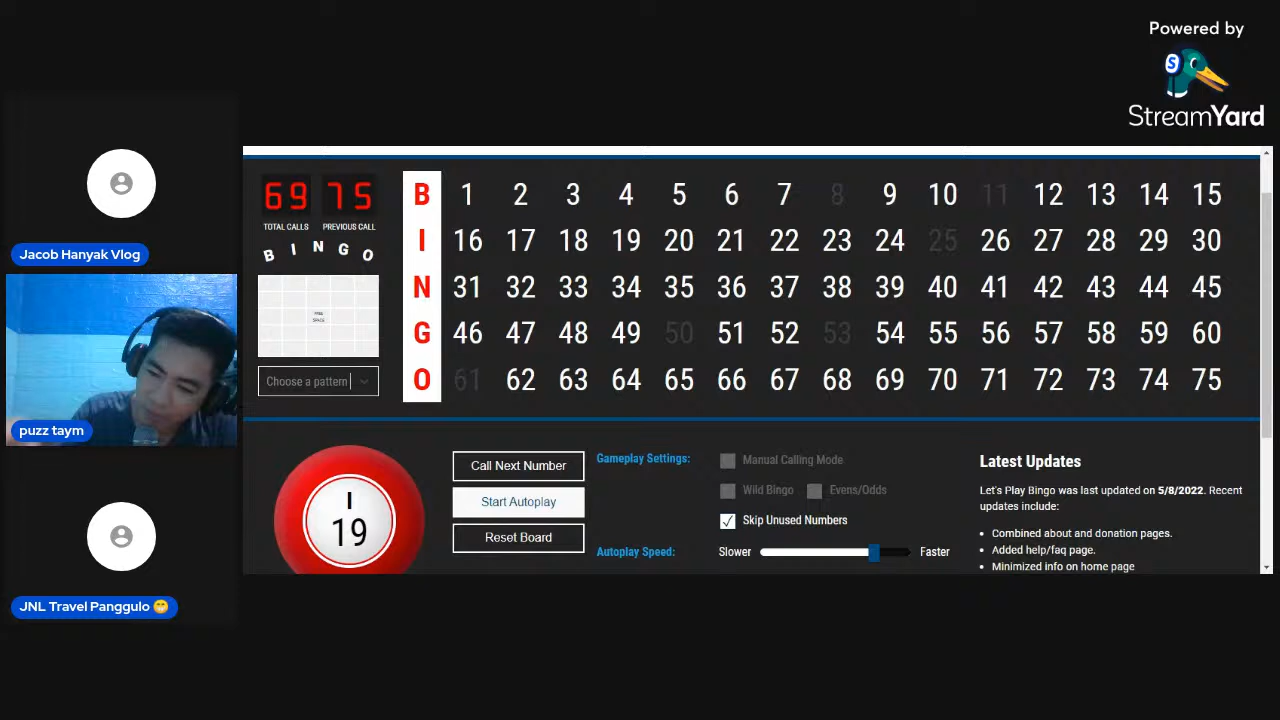 Powered by
S
StreamYard
Jacob Hanyak Vlog
puzz taym
JNL Travel Panggulo 😁
69 75
TOTAL CALLS PREVIOUS CALL
B I N G O
FREE
SPACE
Choose a pattern
B 1 2 3 4 5 6 7 8 9 10 11 12 13 14 15
I 16 17 18 19 20 21 22 23 24 25 26 27 28 29 30
N 31 32 33 34 35 36 37 38 39 40 41 42 43 44 45
G 46 47 48 49 50 51 52 53 54 55 56 57 58 59 60
O 61 62 63 64 65 66 67 68 69 70 71 72 73 74 75
I
19
Call Next Number
Start Autoplay
Reset Board
Gameplay Settings:
Manual Calling Mode
Wild Bingo Evens/Odds
Skip Unused Numbers
Autoplay Speed: Slower Faster
Latest Updates
Let's Play Bingo was last updated on 5/8/2022. Recent
updates include:
• Combined about and donation pages.
• Added help/faq page.
• Minimized info on home page